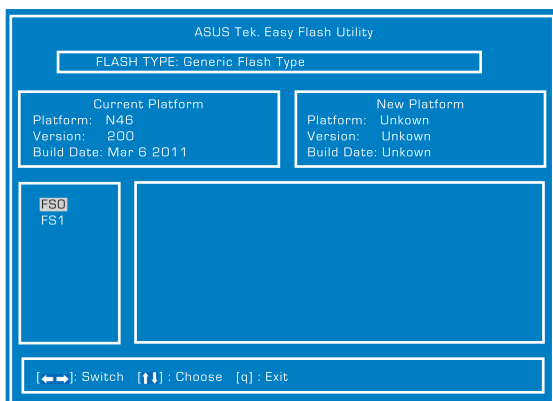 ASUS Tek. Easy Flash Utility
FLASH TYPE: Generic Flash Type
Current Platform
Platform: N46
Version: 200
Build Date: Mar 6 2011
New Platform
Platform: Unkown
Version: Unkown
Build Date: Unkown
FS0
FS1
[←→]: Switch [↑↓] : Choose [q] : Exit